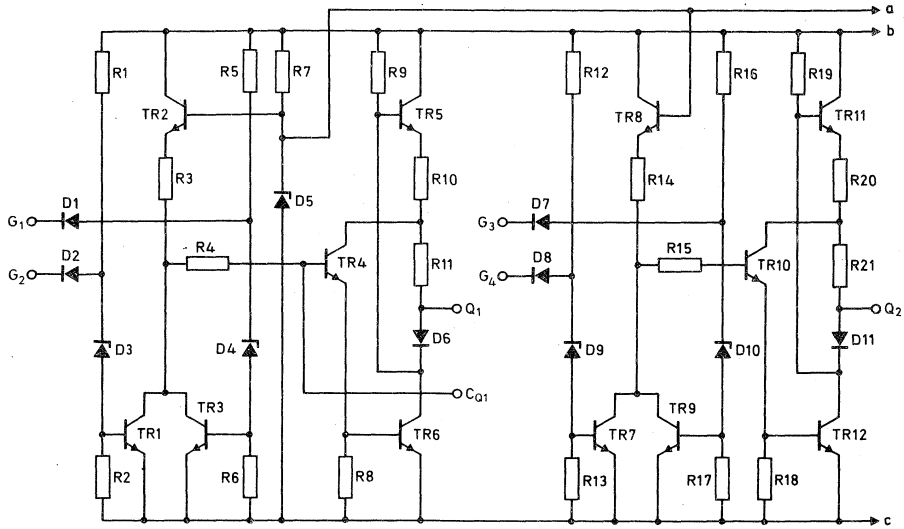 a
b
R1 R5 R7 R9 R12 R16 R19
TR2 TR5 TR8 TR11
R3 R10 R14 R20
D1 D5 D7
G1 G3
D2 R4 TR4 R11 D8 R15 TR10 R21
G2 G4
Q1 Q2
D3 D4 D6 D9 D10 D11
CQ1
TR1 TR3 TR6 TR7 TR9 TR12
R2 R6 R8 R13 R17 R18
c